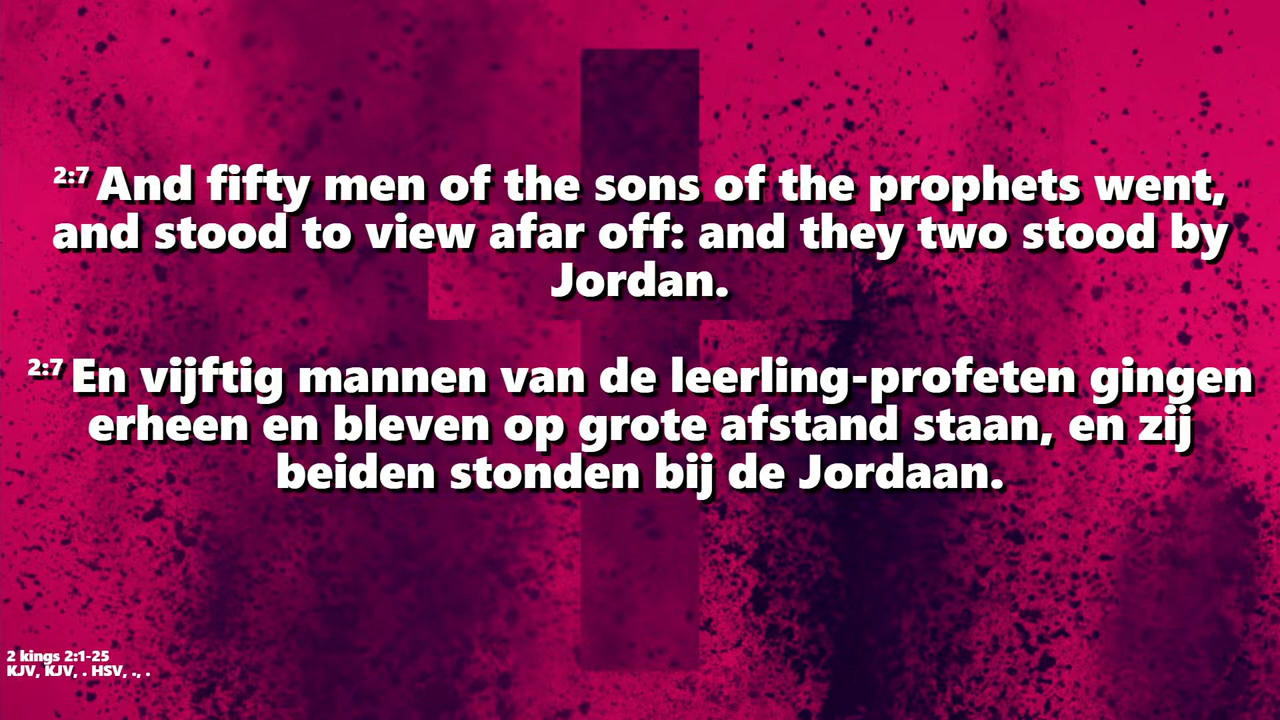 2:7 And fifty men of the sons of the prophets went,
and stood to view afar off: and they two stood by
Jordan.
2:7 En vijftig mannen van de leerling-profeten gingen
erheen en bleven op grote afstand staan, en zij
beiden stonden bij de Jordaan.
2 kings 2:1-25
KJV, KJV, . HSV, ., .